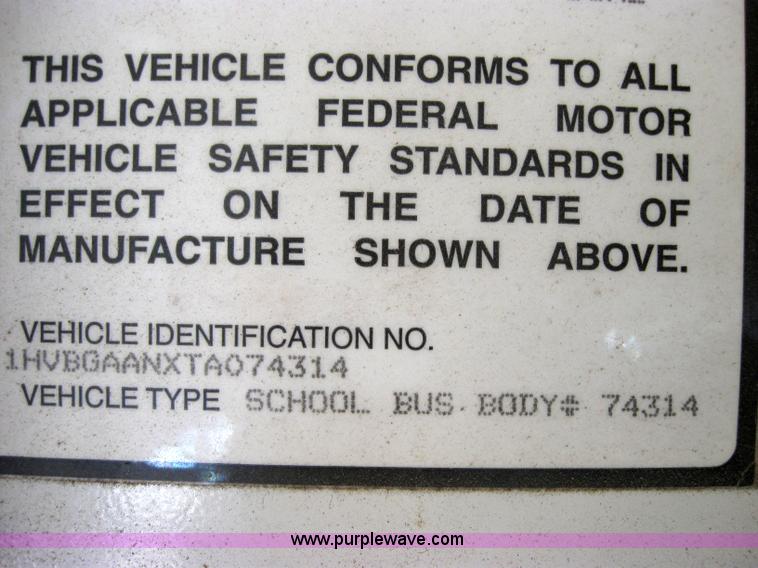 THIS VEHICLE CONFORMS TO ALL
APPLICABLE FEDERAL MOTOR
VEHICLE SAFETY STANDARDS IN
EFFECT ON THE DATE OF
MANUFACTURE SHOWN ABOVE.
VEHICLE IDENTIFICATION NO.
1HVBGAANXTA074314
VEHICLE TYPE SCHOOL BUS BODY# 74314
www.purplewave.com